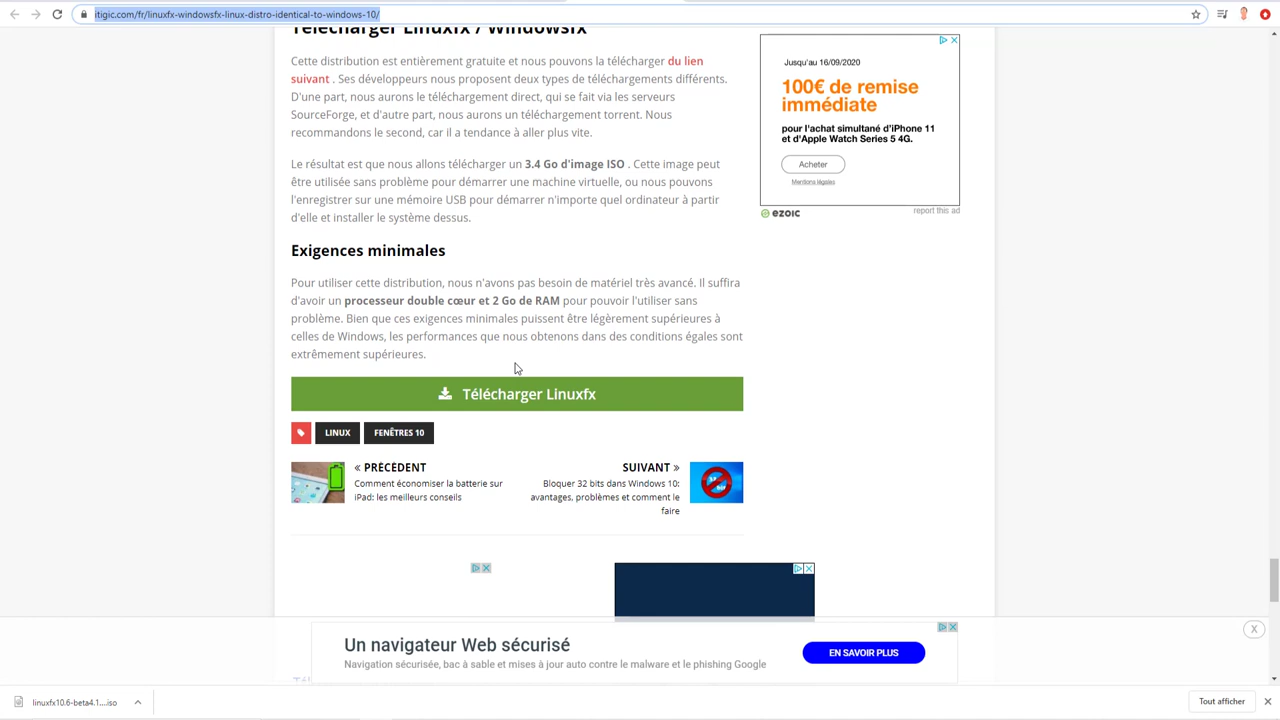 itigic.com/fr/linuxfx-windowsfx-linux-distro-identical-to-windows-10/
Télécharger Linuxfx / Windowsfx
Cette distribution est entièrement gratuite et nous pouvons la télécharger du lien
suivant . Ses développeurs nous proposent deux types de téléchargements différents.
D'une part, nous aurons le téléchargement direct, qui se fait via les serveurs
SourceForge, et d'autre part, nous aurons un téléchargement torrent. Nous
recommandons le second, car il a tendance à aller plus vite.
Le résultat est que nous allons télécharger un 3.4 Go d'image ISO . Cette image peut
être utilisée sans problème pour démarrer une machine virtuelle, ou nous pouvons
l'enregistrer sur une mémoire USB pour démarrer n'importe quel ordinateur à partir
d'elle et installer le système dessus.
Exigences minimales
Pour utiliser cette distribution, nous n'avons pas besoin de matériel très avancé. Il suffira
d'avoir un processeur double cœur et 2 Go de RAM pour pouvoir l'utiliser sans
problème. Bien que ces exigences minimales puissent être légèrement supérieures à
celles de Windows, les performances que nous obtenons dans des conditions égales sont
extrêmement supérieures.
Télécharger Linuxfx
LINUX
FENÊTRES 10
« PRÉCÉDENT
Comment économiser la batterie sur
iPad: les meilleurs conseils
SUIVANT »
Bloquer 32 bits dans Windows 10:
avantages, problèmes et comment le
faire
Jusqu'au 16/09/2020
100€ de remise
immédiate
pour l'achat simultané d'iPhone 11
et d'Apple Watch Series 5 4G.
Acheter
Mentions légales
ezoic
report this ad
Un navigateur Web sécurisé
Navigation sécurisée, bac à sable et mises à jour auto contre le malware et le phishing Google
EN SAVOIR PLUS
X
linuxfx10.6-beta4.1....iso
Tout afficher